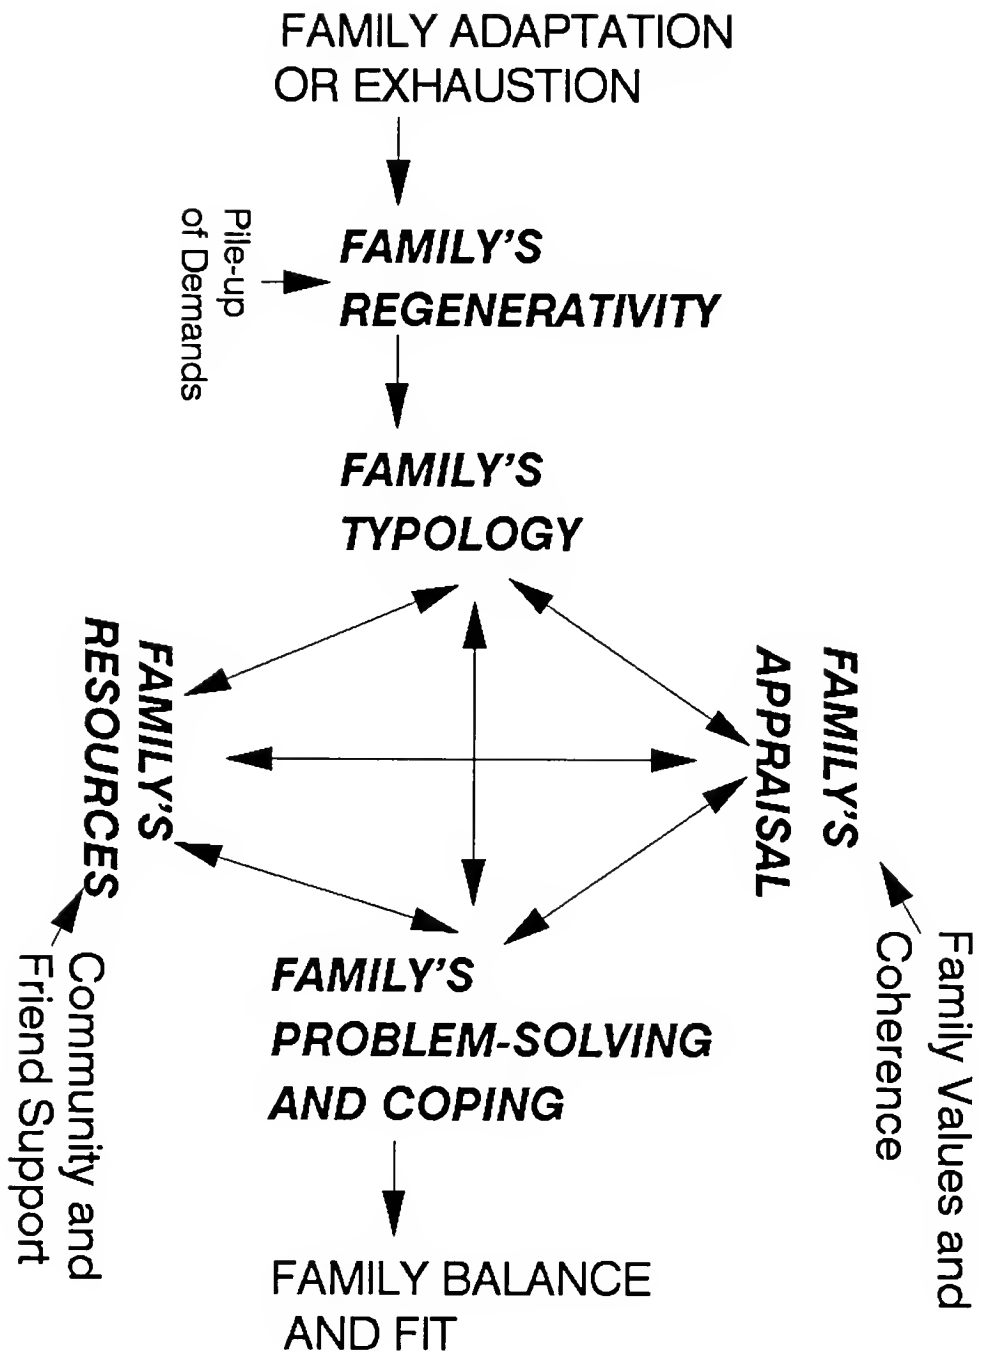 FAMILY ADAPTATION
OR EXHAUSTION
Pile-up
of Demands
FAMILY'S
REGENERATIVITY
FAMILY'S
TYPOLOGY
FAMILY'S
APPRAISAL
FAMILY'S
RESOURCES
Family Values and
Coherence
Community and
Friend Support
FAMILY'S
PROBLEM-SOLVING
AND COPING
FAMILY BALANCE
AND FIT